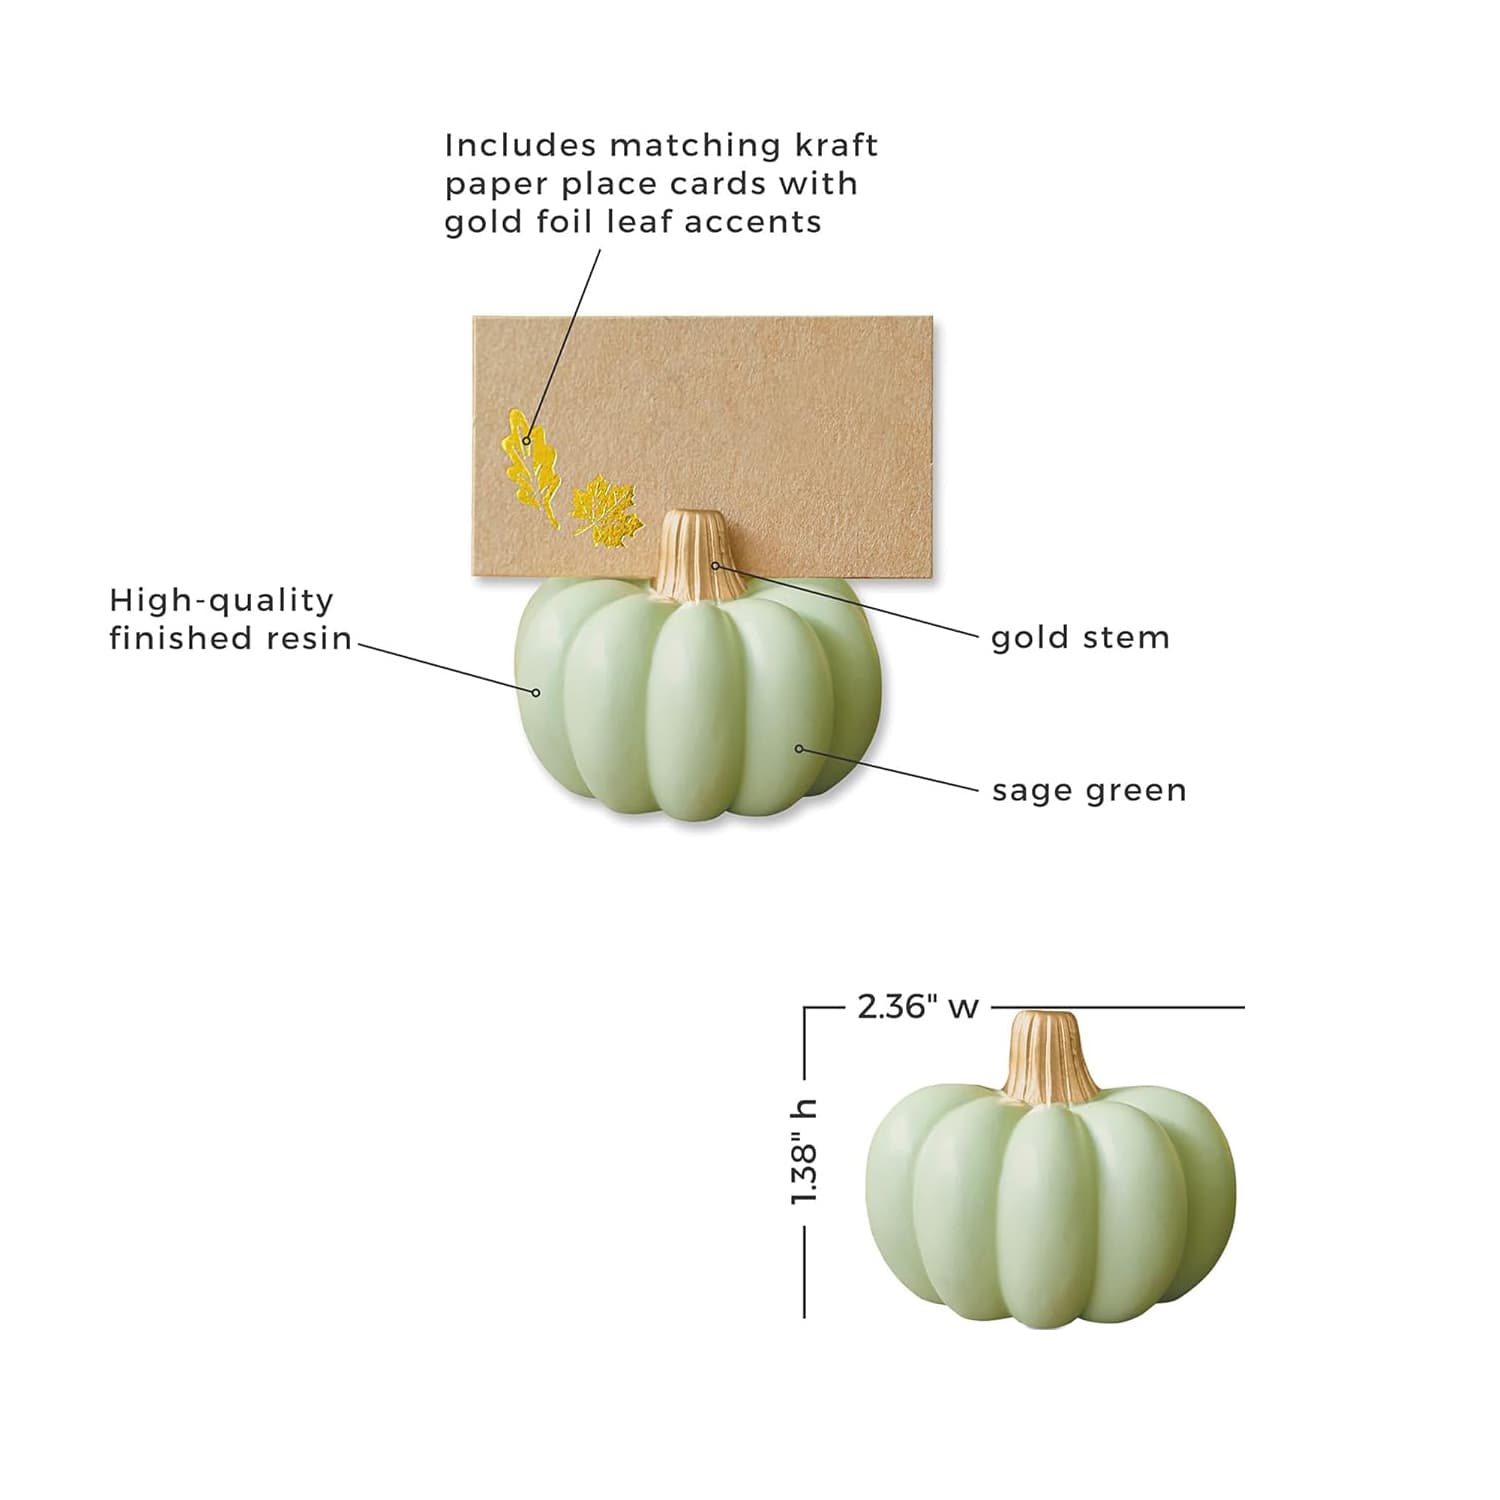 Includes matching kraft
paper place cards with
gold foil leaf accents
High-quality
finished resin
gold stem
sage green
2.36" w
1.38" h